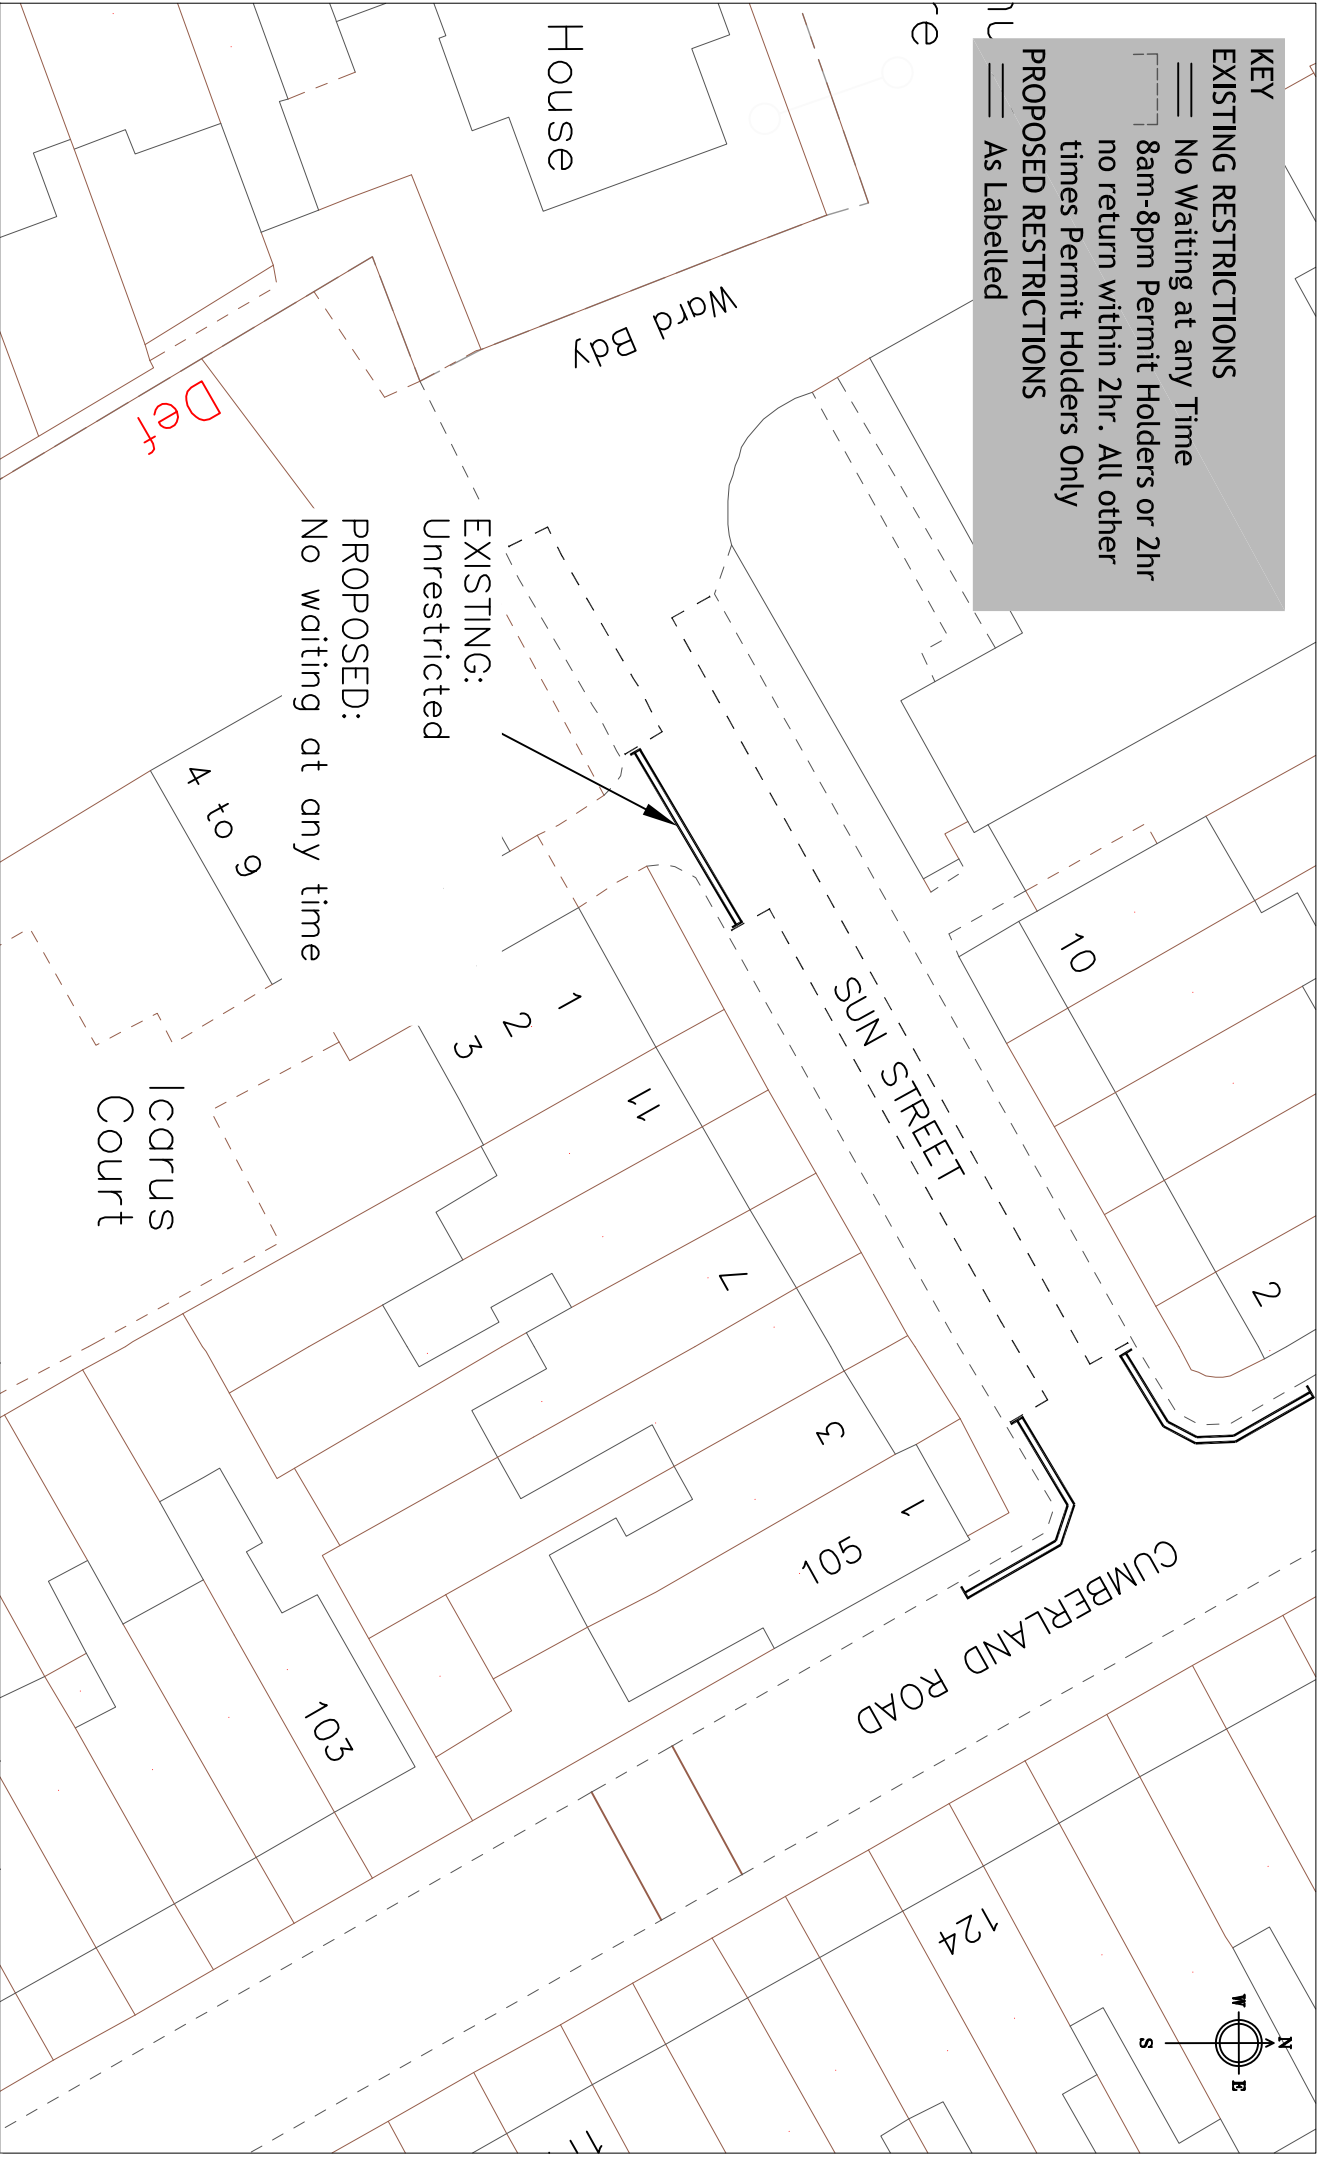 KEY
EXISTING RESTRICTIONS
No Waiting at any Time
8am-8pm Permit Holders or 2hr
no return within 2hr. All other
times Permit Holders Only
PROPOSED RESTRICTIONS
As Labelled
House
Ward Bdy
Def
EXISTING:
Unrestricted
PROPOSED:
No waiting at any time
4 to 9
Icarus
Court
SUN STREET
CUMBERLAND ROAD
10
2
1
2
3
11
7
3
1
105
103
124
N
W
E
S